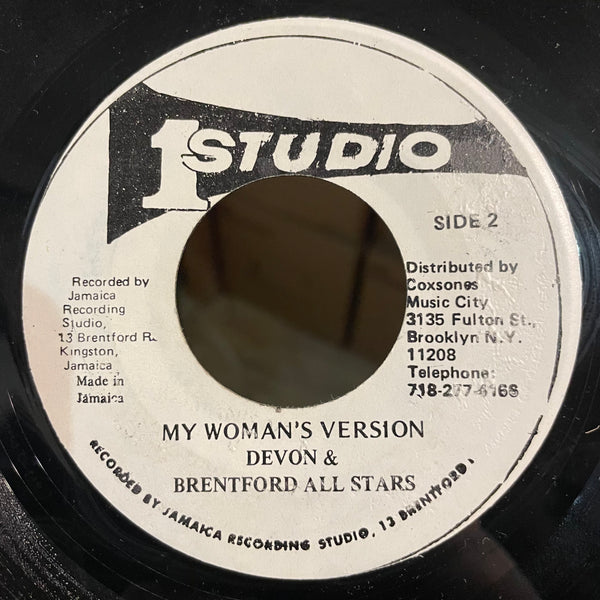 1 STUDIO
SIDE 2
Recorded by
Jamaica
Recording
Studio,
13 Brentford R
Kingston,
Jamaica
Made in
Jamaica
Distributed by
Coxsones
Music City
3135 Fulton St.,
Brooklyn N.Y.
11208
Telephone:
718-277-4166
MY WOMAN'S VERSION
DEVON &
BRENTFORD ALL STARS
RECORDED BY JAMAICA RECORDING STUDIO, 13 BRENTFORD